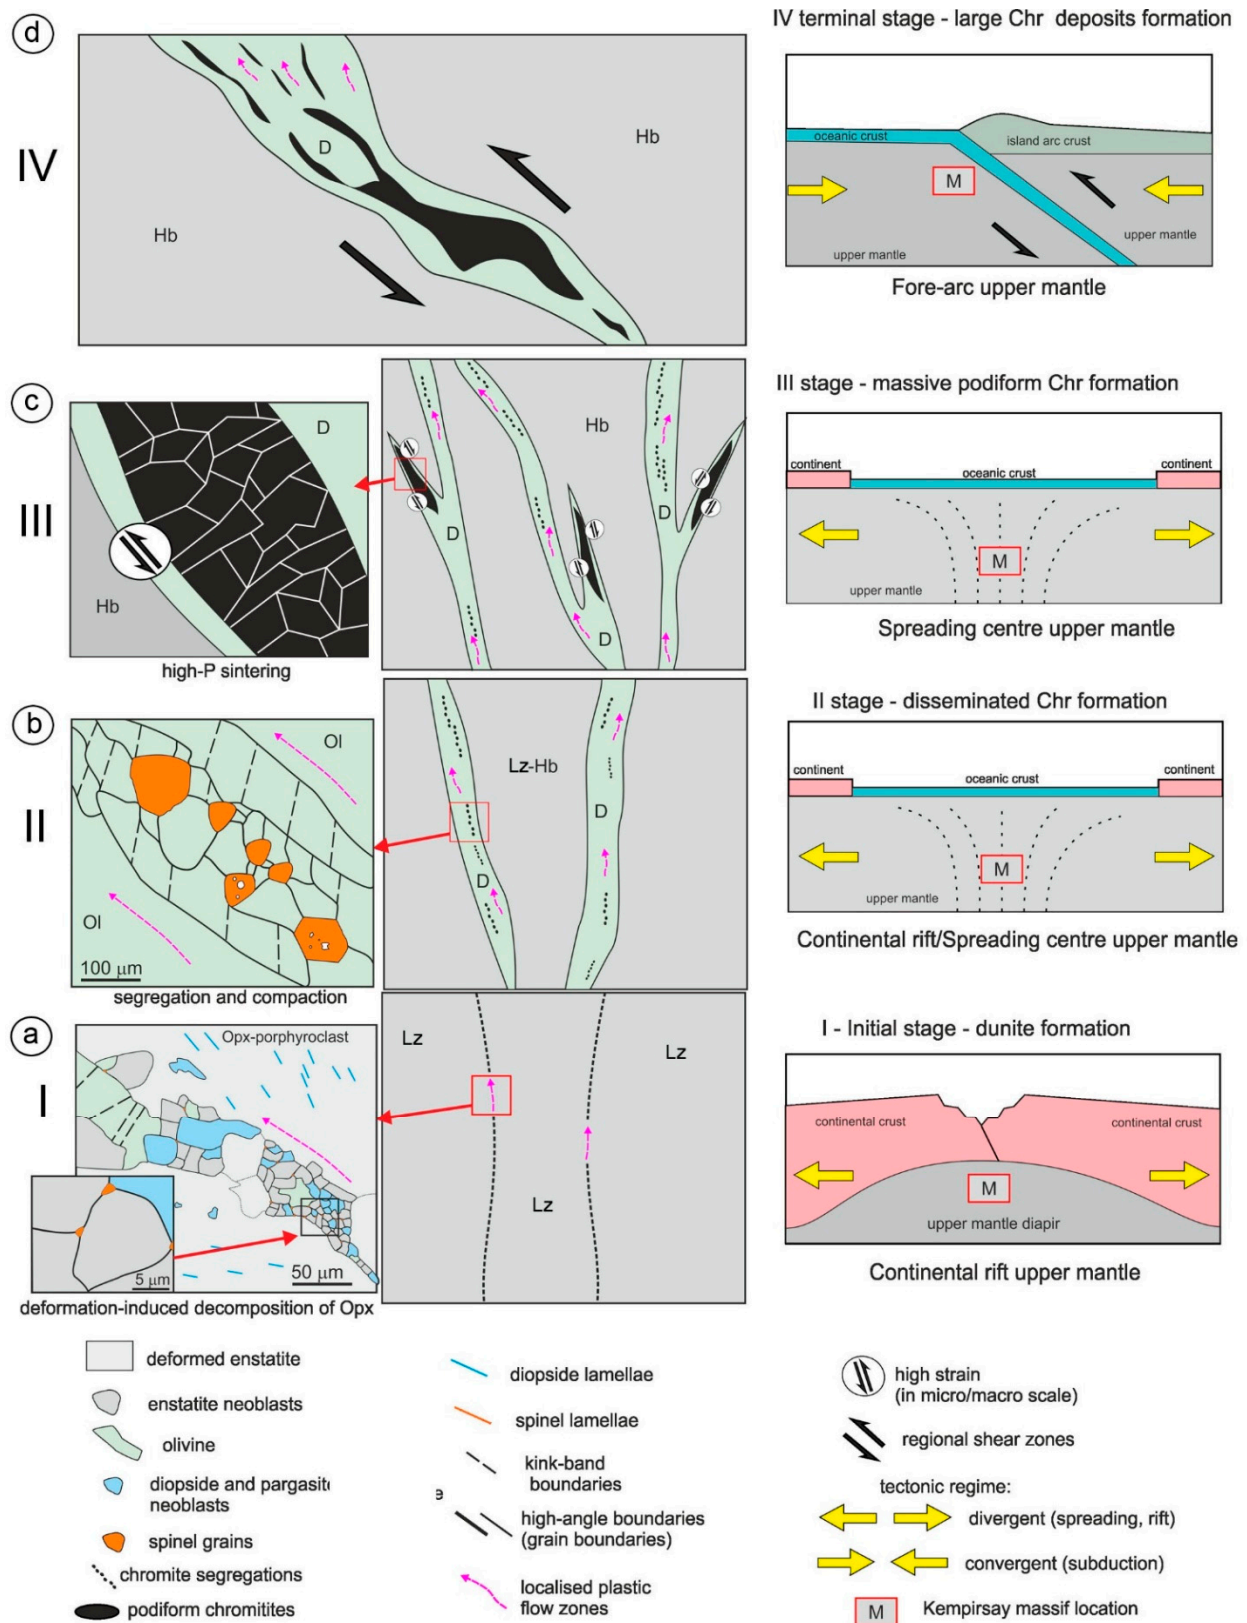 d
IV
D
Hb
Hb
IV terminal stage - large Chr deposits formation
oceanic crust
island arc crust
M
upper mantle
upper mantle
Fore-arc upper mantle
c
III
D
Hb
high-P sintering
Hb
D
D
D
III stage - massive podiform Chr formation
continent
oceanic crust
continent
M
upper mantle
Spreading centre upper mantle
b
II
Ol
Ol
100 µm
segregation and compaction
Lz-Hb
D
D
II stage - disseminated Chr formation
continent
oceanic crust
continent
M
upper mantle
Continental rift/Spreading centre upper mantle
a
I
Opx-porphyroclast
5 µm
50 µm
deformation-induced decomposition of Opx
Lz
Lz
Lz
I - Initial stage - dunite formation
continental crust
continental crust
M
upper mantle diapir
Continental rift upper mantle
deformed enstatite
enstatite neoblasts
olivine
diopside and pargasite
neoblasts
spinel grains
chromite segregations
podiform chromitites
diopside lamellae
spinel lamellae
kink-band
boundaries
e
high-angle boundaries
(grain boundaries)
localised plastic
flow zones
high strain
(in micro/macro scale)
regional shear zones
tectonic regime:
divergent (spreading, rift)
convergent (subduction)
M
Kempirsay massif location